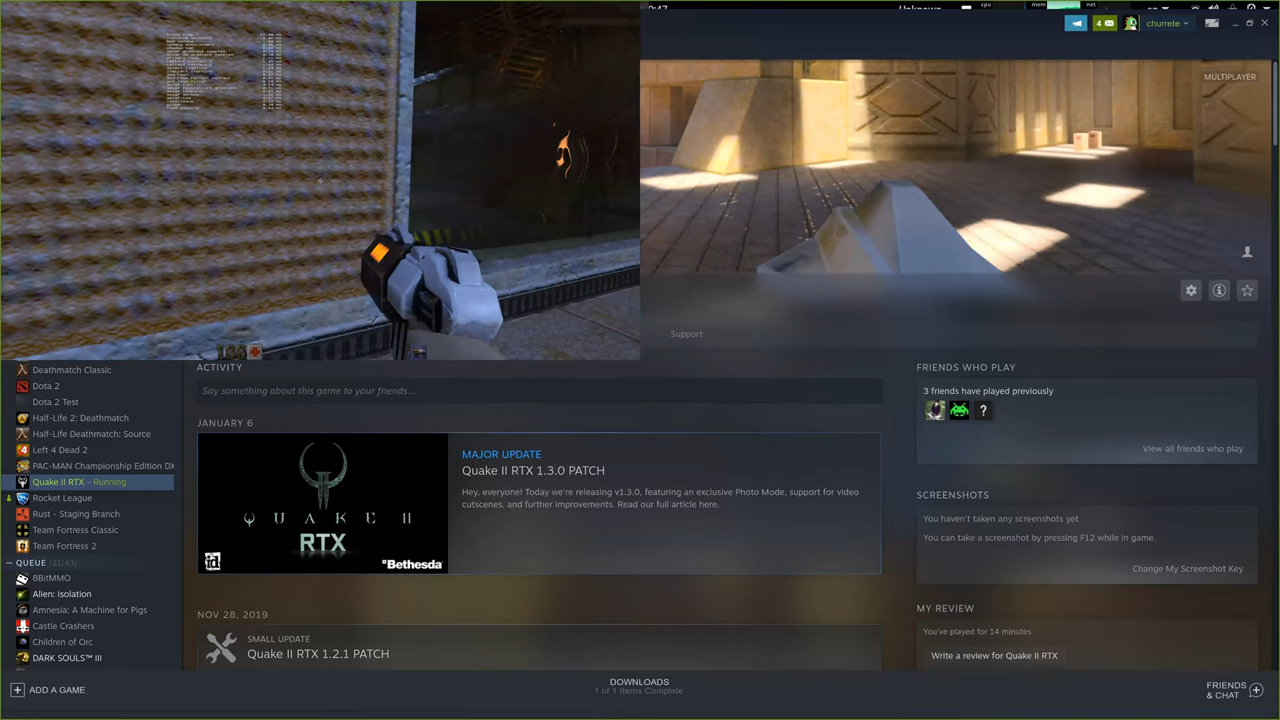 Unknown
cpu
mem
net
4
churrete
MULTIPLAYER
Support
Deathmatch Classic
Dota 2
Dota 2 Test
Half-Life 2: Deathmatch
Half-Life Deathmatch: Source
Left 4 Dead 2
PAC-MAN Championship Edition DX
Quake II RTX - Running
Rocket League
Rust - Staging Branch
Team Fortress Classic
Team Fortress 2
QUEUE (21/43)
8BitMMO
Alien: Isolation
Amnesia: A Machine for Pigs
Castle Crashers
Children of Orc
DARK SOULS™ III
ADD A GAME
ACTIVITY
Say something about this game to your friends...
JANUARY 6
QUAKE II
RTX
id
Bethesda
MAJOR UPDATE
Quake II RTX 1.3.0 PATCH
Hey, everyone! Today we're releasing v1.3.0, featuring an exclusive Photo Mode, support for video
cutscenes, and further improvements. Read our full article here.
NOV 28, 2019
SMALL UPDATE
Quake II RTX 1.2.1 PATCH
FRIENDS WHO PLAY
3 friends have played previously
?
View all friends who play
SCREENSHOTS
You haven't taken any screenshots yet
You can take a screenshot by pressing F12 while in game.
Change My Screenshot Key
MY REVIEW
You've played for 14 minutes
Write a review for Quake II RTX
DOWNLOADS
1 of 1 Items Complete
FRIENDS
& CHAT